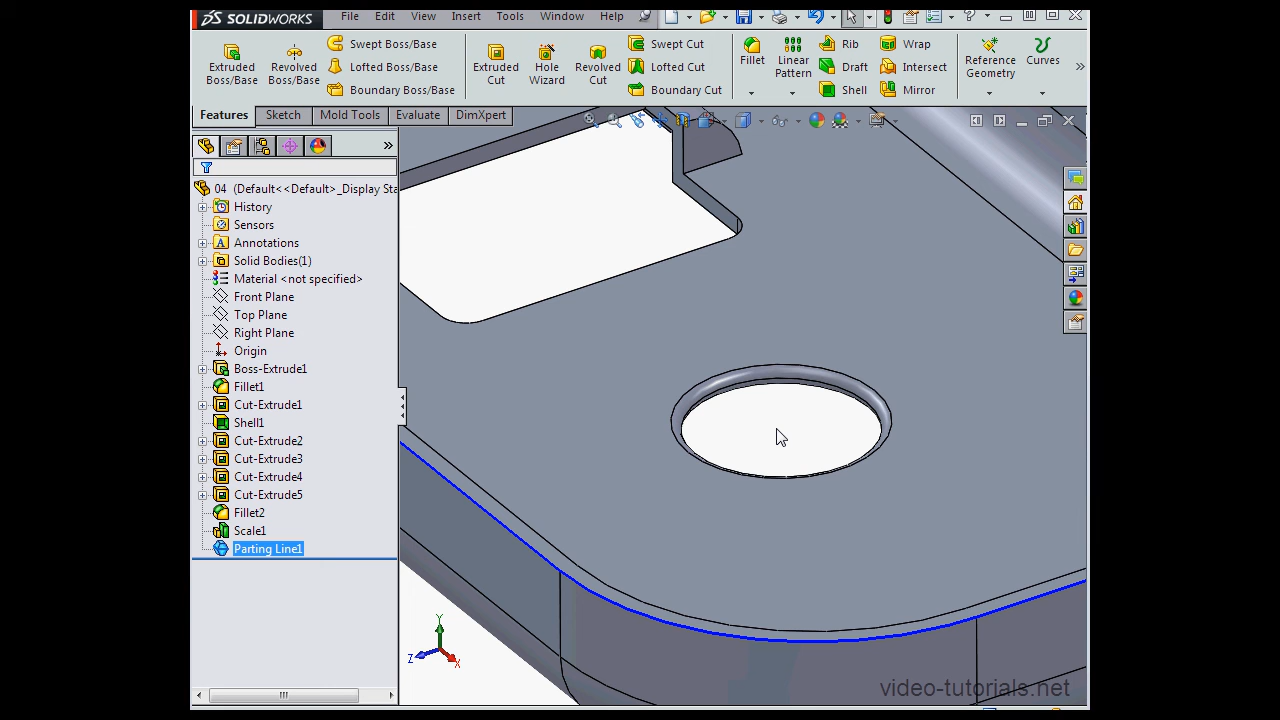 SOLIDWORKS File Edit View Insert Tools Window Help
Extruded Boss/Base
Revolved Boss/Base
Swept Boss/Base
Lofted Boss/Base
Boundary Boss/Base
Extruded Cut
Hole Wizard
Revolved Cut
Swept Cut
Lofted Cut
Boundary Cut
Fillet
Linear Pattern
Rib
Draft
Shell
Wrap
Intersect
Mirror
Reference Geometry
Curves
Features Sketch Mold Tools Evaluate DimXpert
04 (Default<<Default>_Display Sta
History
Sensors
Annotations
Solid Bodies(1)
Material <not specified>
Front Plane
Top Plane
Right Plane
Origin
Boss-Extrude1
Fillet1
Cut-Extrude1
Shell1
Cut-Extrude2
Cut-Extrude3
Cut-Extrude4
Cut-Extrude5
Fillet2
Scale1
Parting Line1
Y
Z
X
video-tutorials.net